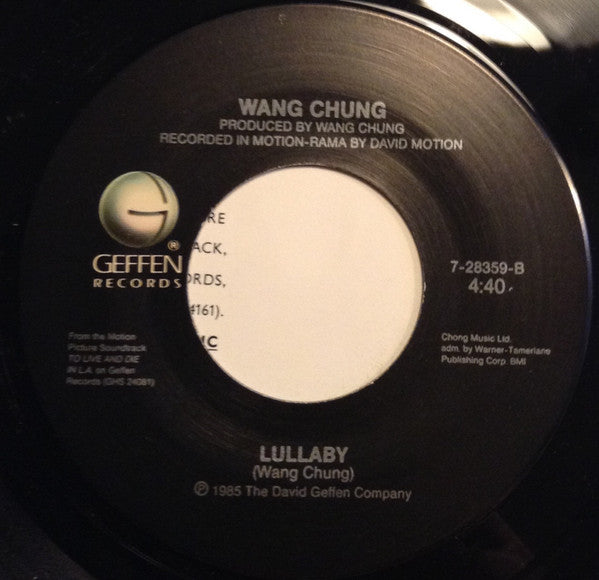 WANG CHUNG
PRODUCED BY WANG CHUNG
RECORDED IN MOTION-RAMA BY DAVID MOTION
G
®
GEFFEN
RECORDS
RE
ACK,
ORDS,
4161).
IC
7-28359-B
4:40
From the Motion
Picture Soundtrack
TO LIVE AND DIE
IN L.A. on Geffen
Records (GHS 24081)
Chong Music Ltd.
adm. by Warner-Tamerlane
Publishing Corp. BMI
LULLABY
(Wang Chung)
℗ 1985 The David Geffen Company